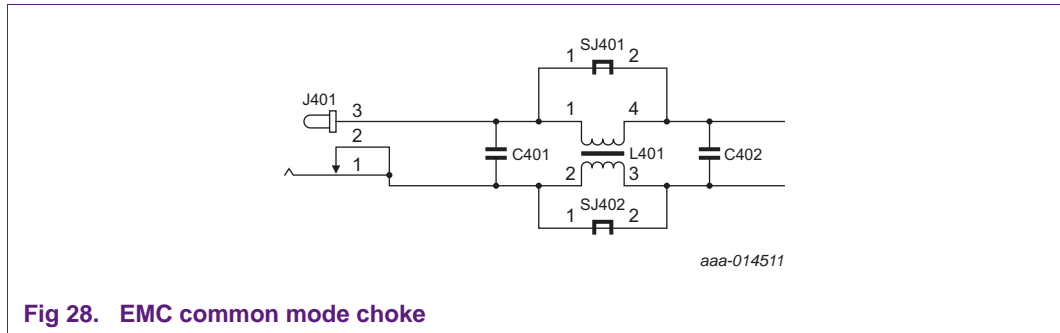 SJ401
1 2
J401
3
1 4
2
C401
L401
C402
1
2 3
SJ402
1 2
aaa-014511
Fig 28. EMC common mode choke